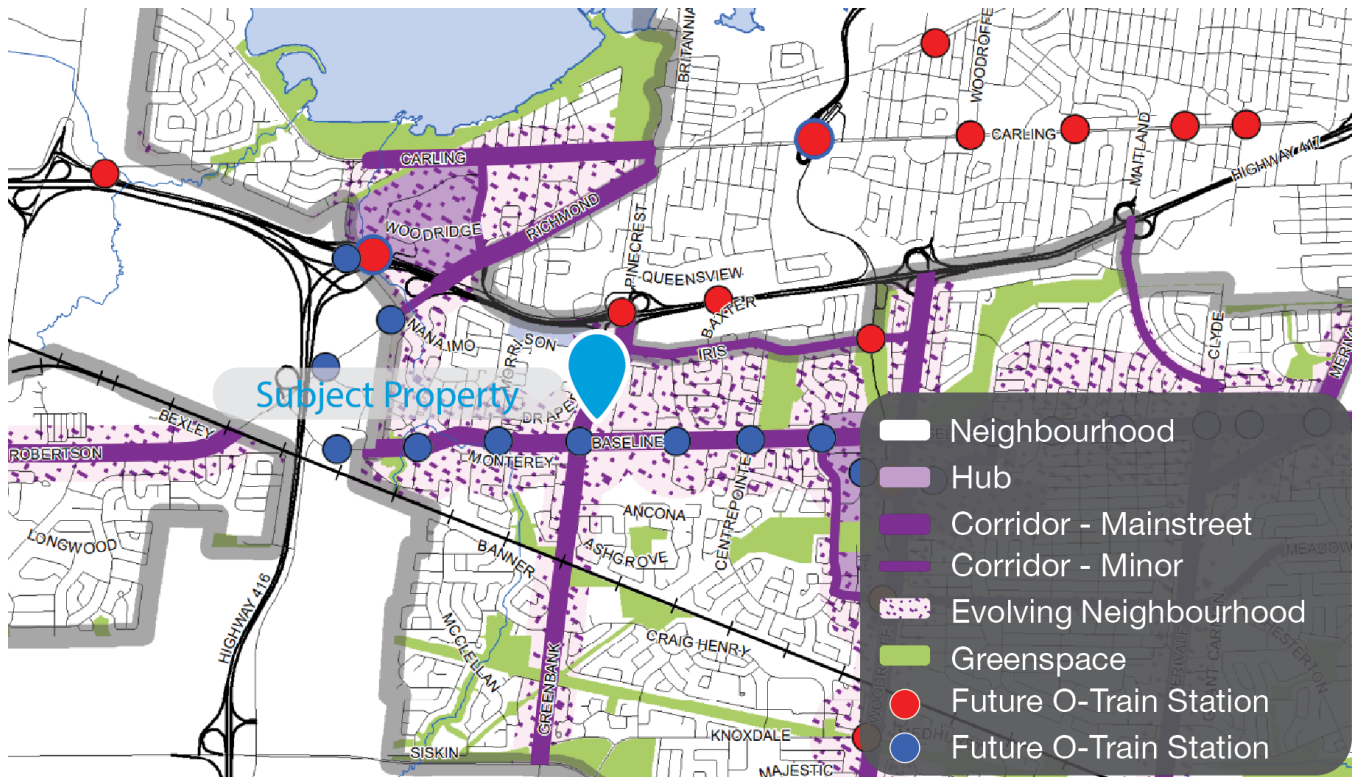 BRITANNIA
WOODROFFE
CARLING
MAITLAND
HIGHWAY 417
CARLING
RICHMOND
WOODRIDGE
PINECREST
QUEENSVIEW
BAXTER
NANAIMO
MORRISON
IRIS
CLYDE
Subject Property
DRAPER
BEXLEY
ROBERTSON
BASELINE
MONTEREY
CENTREPOINTE
ANCONA
LONGWOOD
BANNER
ASHGROVE
HIGHWAY 416
MCCLELLAN
CRAIG HENRY
GREENBANK
KNOXDALE
SISKIN
MAJESTIC
Neighbourhood
Hub
Corridor - Mainstreet
Corridor - Minor
Evolving Neighbourhood
Greenspace
Future O-Train Station
Future O-Train Station